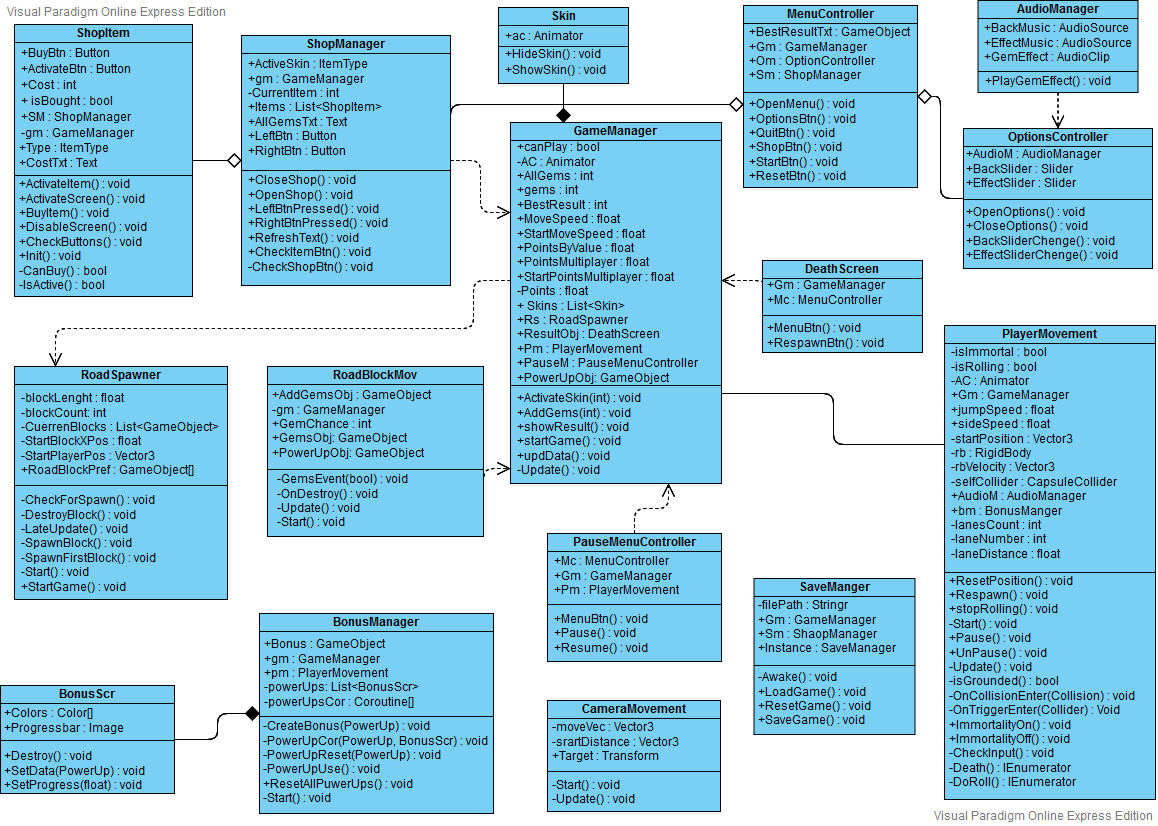 Visual Paradigm Online Express Edition
ShopItem
+BuyBtn : Button
+ActivateBtn : Button
+Cost : int
+ isBought : bool
+SM : ShopManager
-gm : GameManager
+Type : ItemType
+CostTxt : Text
+ActivateItem() : void
+ActivateScreen() : void
+BuyItem() : void
+DisableScreen() : void
+CheckButtons() : void
+Init() : void
-CanBuy() : bool
-IsActive() : bool
ShopManager
+ActiveSkin : ItemType
+gm : GameManager
-CurrentItem : int
+Items : List<ShopItem>
+AllGemsTxt : Text
+LeftBtn : Button
+RightBtn : Button
+CloseShop() : void
+OpenShop() : void
+LeftBtnPressed() : void
+RightBtnPressed() : void
+RefreshText() : void
+CheckItemBtn() : void
-CheckShopBtn() : void
Skin
+ac : Animator
+HideSkin() : void
+ShowSkin() : void
MenuController
+BestResultTxt : GameObject
+Gm : GameManager
+Om : OptionController
+Sm : ShopManager
+OpenMenu() : void
+OptionsBtn() : void
+QuitBtn() : void
+ShopBtn() : void
+StartBtn() : void
+ResetBtn() : void
AudioManager
+BackMusic : AudioSource
+EffectMusic : AudioSource
+GemEffect : AudioClip
+PlayGemEffect() : void
OptionsController
+AudioM : AudioManager
+BackSlider : Slider
+EffectSlider : Slider
+OpenOptions() : void
+CloseOptions() : void
+BackSliderChenge() : void
+EffectSliderChenge() : void
GameManager
+canPlay : bool
-AC : Animator
+AllGems : int
+gems : int
+BestResult : int
+MoveSpeed : float
+StartMoveSpeed : float
+PointsByValue : float
+PointsMultiplayer : float
+StartPointsMultiplayer : float
-Points : float
+ Skins : List<Skin>
+Rs : RoadSpawner
+ResultObj : DeathScreen
+Pm : PlayerMovement
+PauseM : PauseMenuController
+PowerUpObj: GameObject
+ActivateSkin(int) : void
+AddGems(int) : void
+showResult() : void
+startGame() : void
+updData() : void
-Update() : void
DeathScreen
+Gm : GameManager
+Mc : MenuController
+MenuBtn() : void
+RespawnBtn() : void
PlayerMovement
-isImmortal : bool
-isRolling : bool
-AC : Animator
+Gm : GameManager
+jumpSpeed : float
+sideSpeed : float
-startPosition : Vector3
-rb : RigidBody
-rbVelocity : Vector3
-selfCollider : CapsuleCollider
+AudioM : AudioManager
+bm : BonusManger
-lanesCount : int
-laneNumber : int
-laneDistance : float
+ResetPosition() : void
+Respawn() : void
+stopRolling() : void
-Start() : void
+Pause() : void
+UnPause() : void
-Update() : void
-isGrounded() : bool
-OnCollisionEnter(Collision) : void
-OnTriggerEnter(Collider) : Void
+ImmortalityOn() : void
+ImmortalityOff() : void
-CheckInput() : void
-Death() : IEnumerator
-DoRoll() : IEnumerator
RoadSpawner
-blockLenght : float
-blockCount: int
-CuerrenBlocks : List<GameObject>
-StartBlockXPos : float
-StartPlayerPos : Vector3
+RoadBlockPref : GameObject[]
-CheckForSpawn() : void
-DestroyBlock() : void
-LateUpdate() : void
-SpawnBlock() : void
-SpawnFirstBlock() : void
-Start() : void
+StartGame() : void
RoadBlockMov
+AddGemsObj : GameObject
-gm : GameManager
+GemChance : int
+GemsObj: GameObject
+PowerUpObj: GameObject
-GemsEvent(bool) : void
-OnDestroy() : void
-Update() : void
-Start() : void
PauseMenuController
+Mc : MenuController
+Gm : GameManager
+Pm : PlayerMovement
+MenuBtn() : void
+Pause() : void
+Resume() : void
SaveManger
-filePath : Stringr
+Gm : GameManager
+Sm : ShaopManager
+Instance : SaveManager
-Awake() : void
+LoadGame() : void
+ResetGame() : void
+SaveGame() : void
BonusManager
+Bonus : GameObject
+gm : GameManager
+pm : PlayerMovement
-powerUps: List<BonusScr>
-powerUpsCor : Coroutine[]
-CreateBonus(PowerUp) : void
-PowerUpCor(PowerUp, BonusScr) : void
-PowerUpReset(PowerUp) : void
-PowerUpUse() : void
+ResetAllPuwerUps() : void
-Start() : void
BonusScr
+Colors : Color[]
+Progressbar : Image
+Destroy() : void
+SetData(PowerUp) : void
+SetProgress(float) : void
CameraMovement
-moveVec : Vector3
-srartDistance : Vector3
+Target : Transform
-Start() : void
-Update() : void
Visual Paradigm Online Express Edition